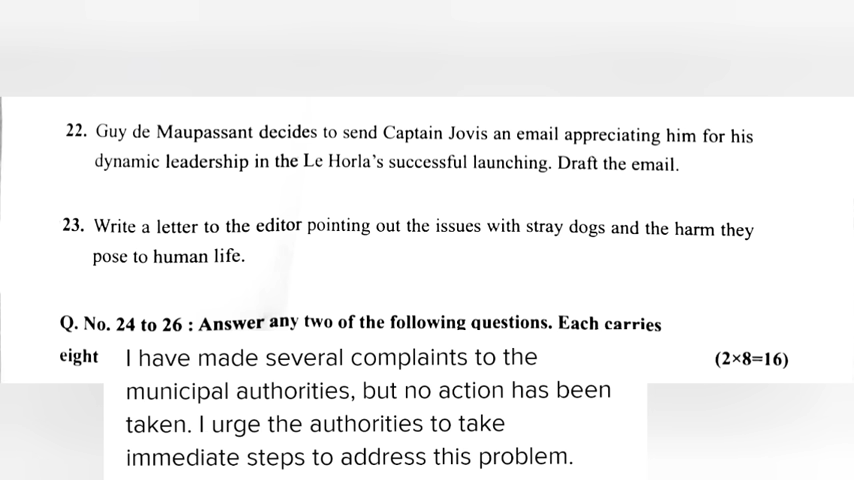 22. Guy de Maupassant decides to send Captain Jovis an email appreciating him for his
dynamic leadership in the Le Horla's successful launching. Draft the email.
23. Write a letter to the editor pointing out the issues with stray dogs and the harm they
pose to human life.
Q. No. 24 to 26 : Answer any two of the following questions. Each carries
eight (2×8=16)
I have made several complaints to the
municipal authorities, but no action has been
taken. I urge the authorities to take
immediate steps to address this problem.